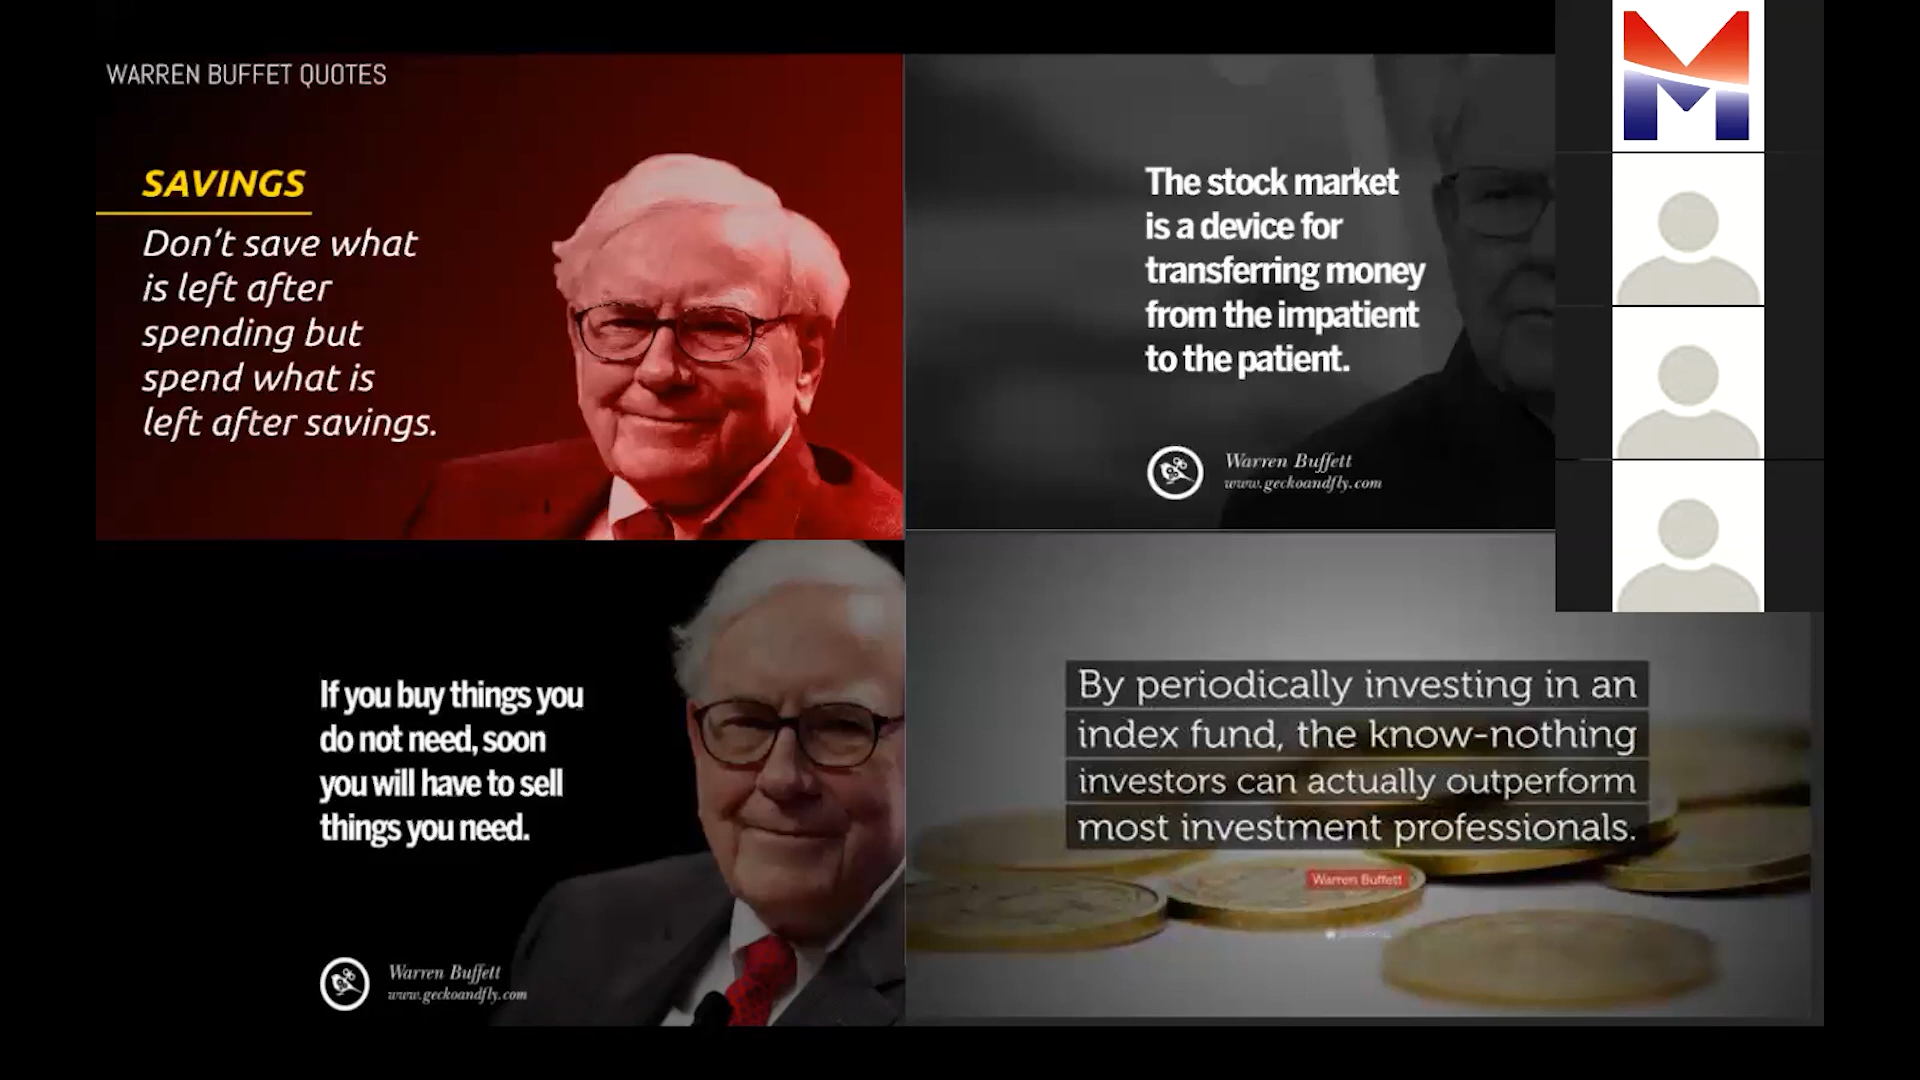 WARREN BUFFET QUOTES
SAVINGS
Don't save what
is left after
spending but
spend what is
left after savings.
The stock market
is a device for
transferring money
from the impatient
to the patient.
Warren Buffett
www.geckoandfly.com
If you buy things you
do not need, soon
you will have to sell
things you need.
Warren Buffett
www.geckoandfly.com
By periodically investing in an
index fund, the know-nothing
investors can actually outperform
most investment professionals.
Warren Buffett
M